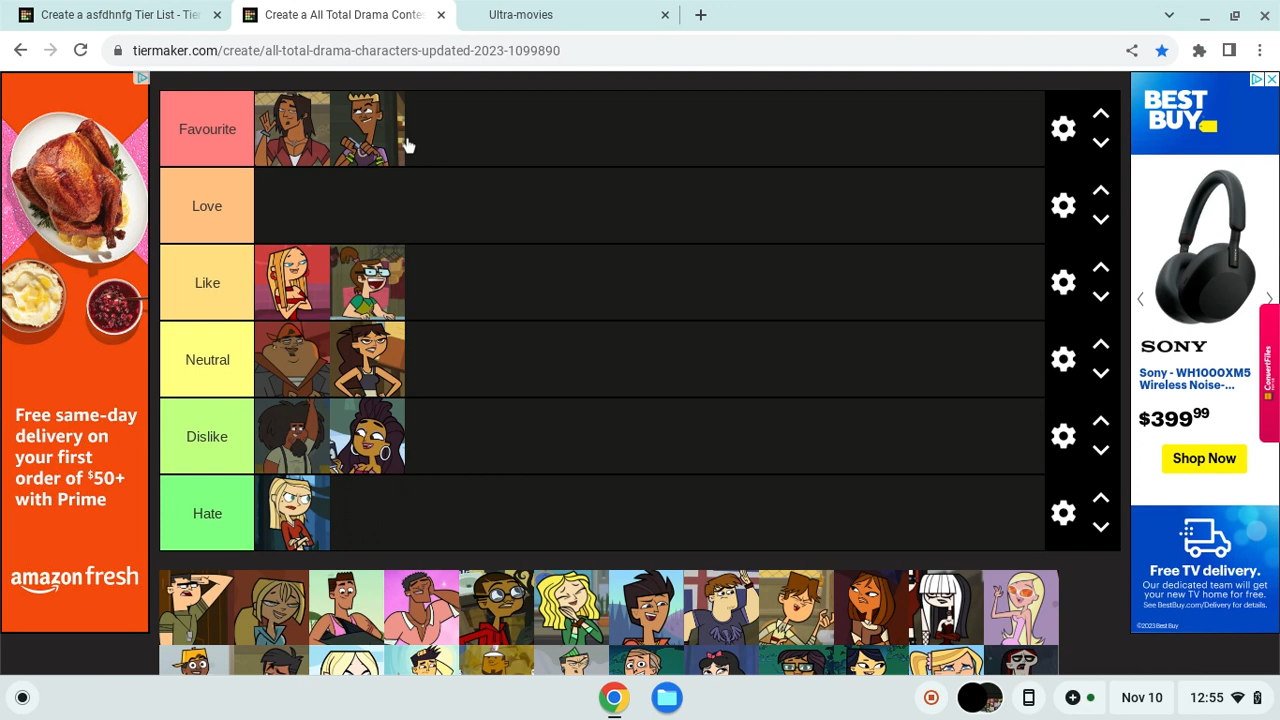 Create a asfdhnfg Tier List - Tier
Create a All Total Drama Contes
Ultra-movies
tiermaker.com/create/all-total-drama-characters-updated-2023-1099890
Favourite
Love
Like
Neutral
Dislike
Hate
Free same-day
delivery on
your first
order of $50+
with Prime
amazon fresh
BEST
BUY
SONY
Sony - WH1000XM5
Wireless Noise-...
$399 99
Shop Now
ConvertFiles
Free TV delivery.
Our dedicated team will get
your new TV home for free.
See BestBuy.com/Delivery for details.
©2023 Best Buy
Nov 10
12:55